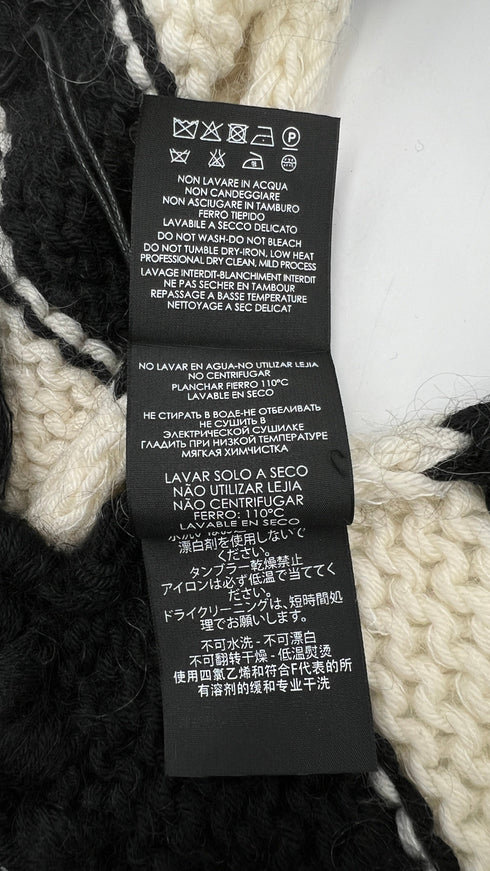 NON LAVARE IN ACQUA
NON CANDEGGIARE
NON ASCIUGARE IN TAMBURO
FERRO TIEPIDO
LAVABILE A SECCO DELICATO
DO NOT WASH-DO NOT BLEACH
DO NOT TUMBLE DRY-IRON, LOW HEAT
PROFESSIONAL DRY CLEAN, MILD PROCESS
LAVAGE INTERDIT-BLANCHIMENT INTERDIT
NE PAS SECHER EN TAMBOUR
REPASSAGE A BASSE TEMPERATURE
NETTOYAGE A SEC DELICAT
NO LAVAR EN AGUA-NO UTILIZAR LEJIA
NO CENTRIFUGAR
PLANCHAR FIERRO 110°C
LAVABLE EN SECO
НЕ СТИРАТЬ В ВОДЕ-НЕ ОТБЕЛИВАТЬ
НЕ СУШИТЬ В
ЭЛЕКТРИЧЕСКОЙ СУШИЛКЕ
ГЛАДИТЬ ПРИ НИЗКОЙ ТЕМПЕРАТУРЕ
МЯГКАЯ ХИМЧИСТКА
LAVAR SOLO A SECO
NÃO UTILIZAR LEJIA
NÃO CENTRIFUGAR
FERRO: 110°C
LAVABLE EN SECO
漂白剤を使用しないで
ください。
タンブラー乾燥禁止
アイロンは必ず低温で当ててく
ださい。
ドライクリーニングは、短時間処
理でお願い。
不可水洗 - 不可漂白
不可翻转干燥 - 低温熨烫
使用四氯乙烯和符合F代表的所
有溶剂的缓和专业干洗